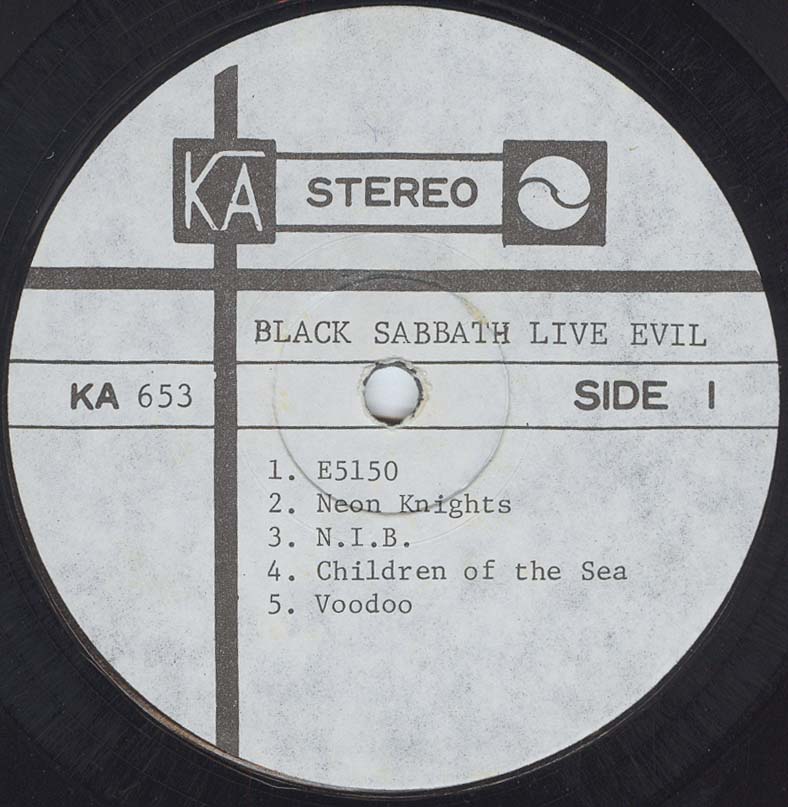 KA STEREO
BLACK SABBATH LIVE EVIL
KA 653 SIDE 1
1. E5150
2. Neon Knights
3. N.I.B.
4. Children of the Sea
5. Voodoo